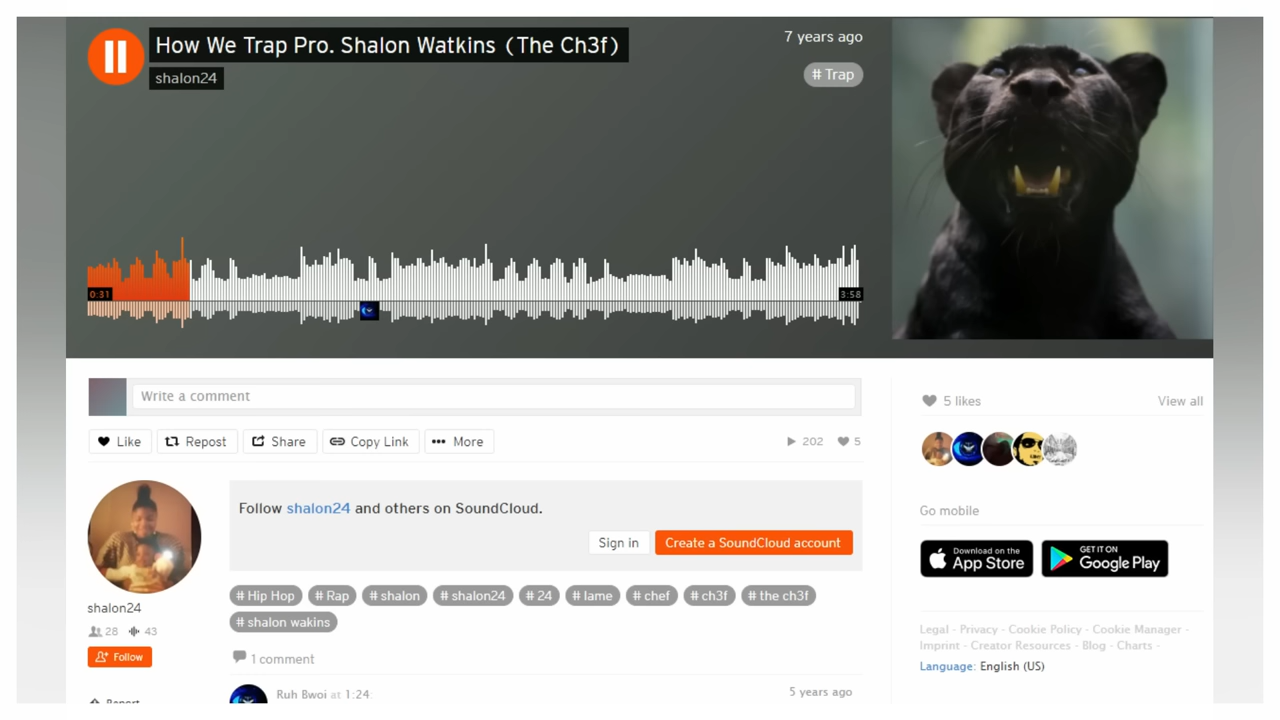 How We Trap Pro. Shalon Watkins (The Ch3f)
shalon24
7 years ago
# Trap
0:31
3:58
Write a comment
Like
Repost
Share
Copy Link
More
202
5
5 likes
View all
Follow shalon24 and others on SoundCloud.
Sign in
Create a SoundCloud account
Go mobile
Download on the
App Store
GET IT ON
Google Play
# Hip Hop
# Rap
# shalon
# shalon24
# 24
# lame
# chef
# ch3f
# the ch3f
# shalon wakins
shalon24
28
43
Follow
Report
1 comment
Ruh Bwoi at 1:24:
5 years ago
Legal - Privacy - Cookie Policy - Cookie Manager -
Imprint - Creator Resources - Blog - Charts -
Language: English (US)